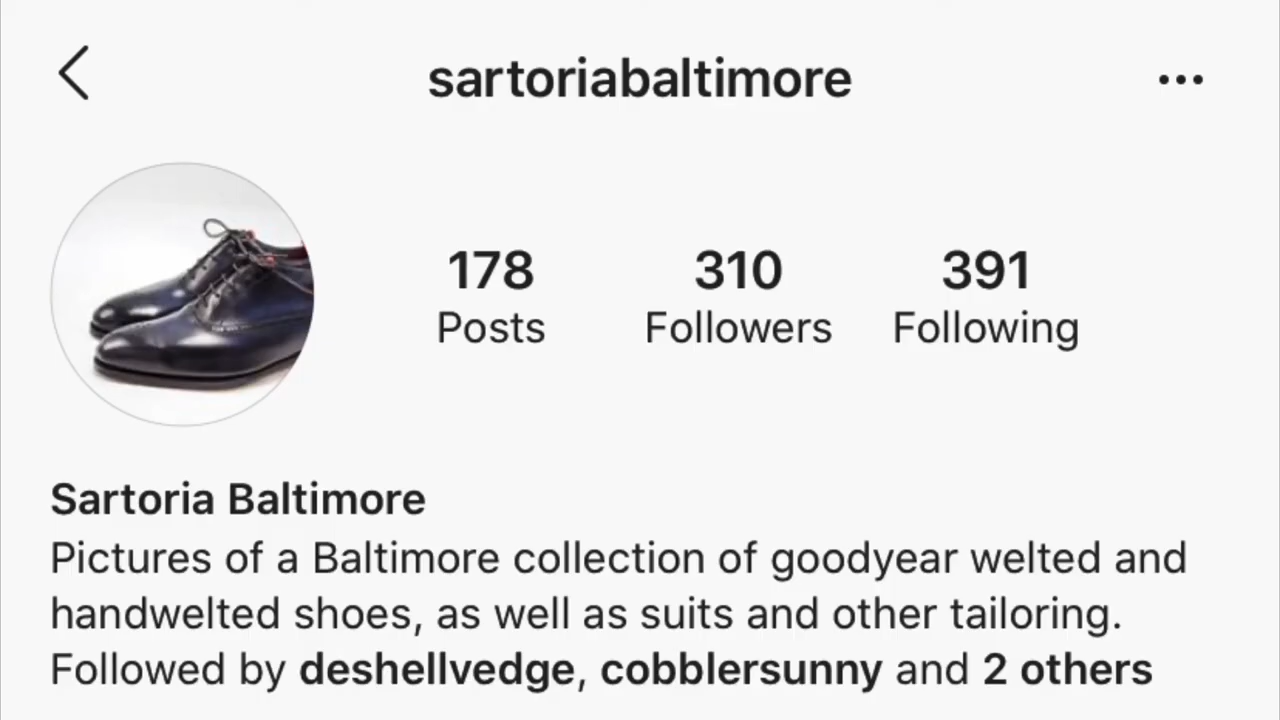 sartoriabaltimore
178 310 391
Posts Followers Following
Sartoria Baltimore
Pictures of a Baltimore collection of goodyear welted and
handwelted shoes, as well as suits and other tailoring.
Followed by deshellvedge, cobblersunny and 2 others